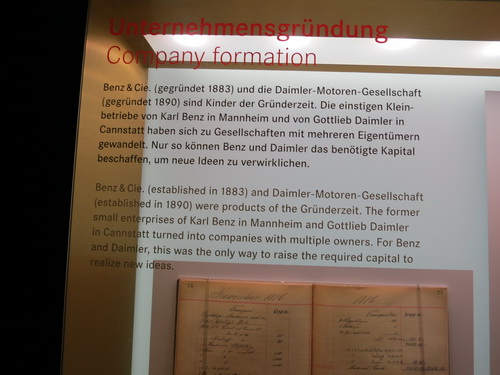 Unternehmensgründung
Company formation
Benz & Cie. (gegründet 1883) und die Daimler-Motoren-Gesellschaft
(gegründet 1890) sind Kinder der Gründerzeit. Die einstigen Klein-
betriebe von Karl Benz in Mannheim und von Gottlieb Daimler in
Cannstatt haben sich zu Gesellschaften mit mehreren Eigentümern
gewandelt. Nur so können Benz und Daimler das benötigte Kapital
beschaffen, um neue Ideen zu verwirklichen.
Benz & Cie. (established in 1883) and Daimler-Motoren-Gesellschaft
(established in 1890) were products of the Gründerzeit. The former
small enterprises of Karl Benz in Mannheim and Gottlieb Daimler
in Cannstatt turned into companies with multiple owners. For Benz
and Daimler, this was the only way to raise the required capital to
realize new ideas.